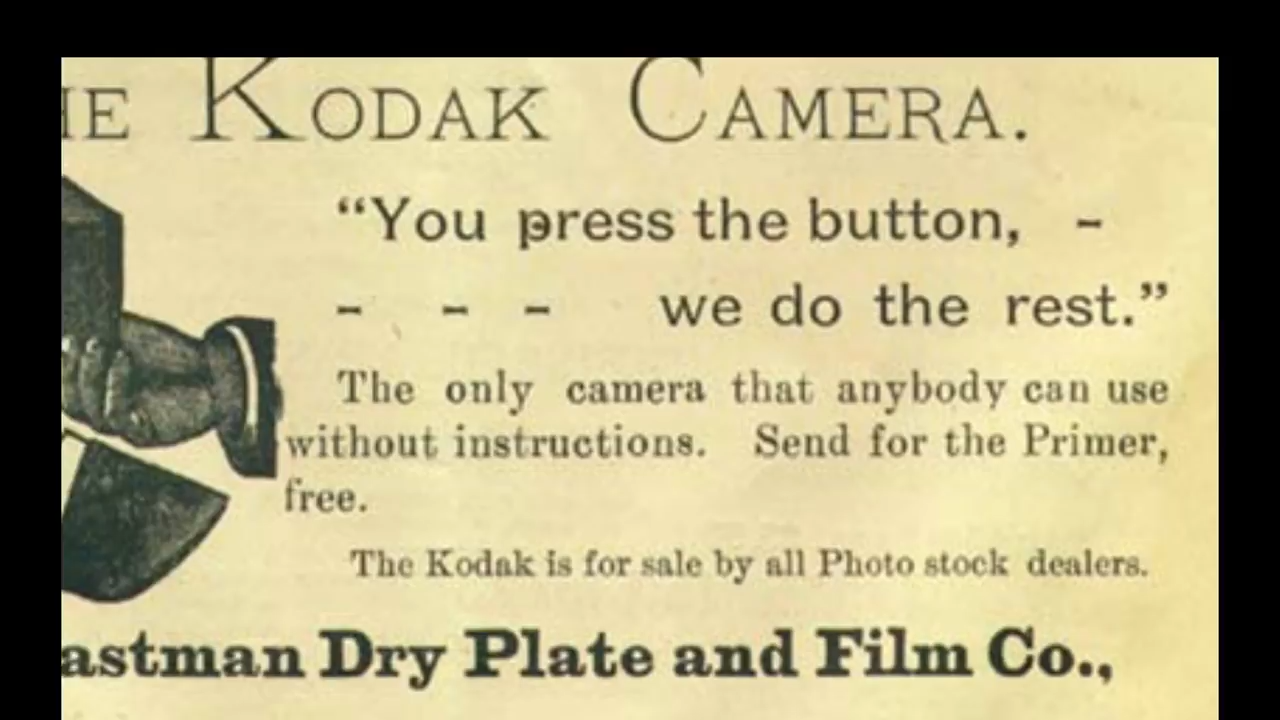 HE KODAK CAMERA.
“You press the button, -
- - - we do the rest.”
The only camera that anybody can use
without instructions. Send for the Primer,
free.
The Kodak is for sale by all Photo stock dealers.
astman Dry Plate and Film Co.,